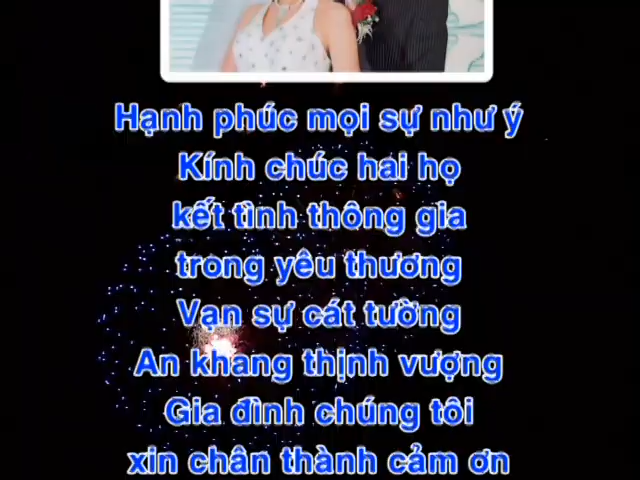 Hạnh phúc mọi sự như ý
Kính chúc hai họ
kết tình thông gia
trong yêu thương
Vạn sự cát tường
An khang thịnh vượng
Gia đình chúng tôi
xin chân thành cảm ơn